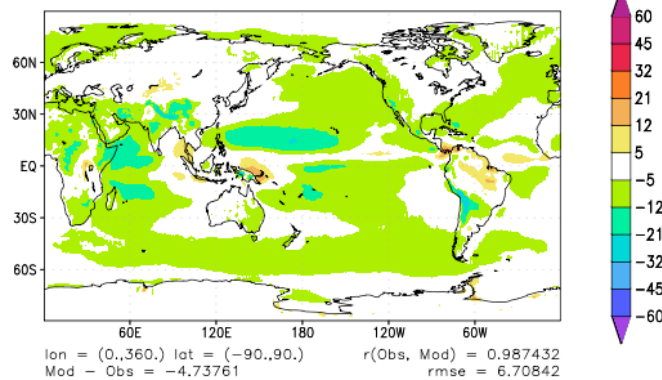 60N
30N
EQ
30S
60S
60E 120E 180 120W 60W
lon = (0.,360.) lat = (−90.,90.) r(Obs, Mod) = 0.987432
Mod − Obs = −4.73761 rmse = 6.70842
60
45
32
21
12
5
−5
−12
−21
−32
−45
−60